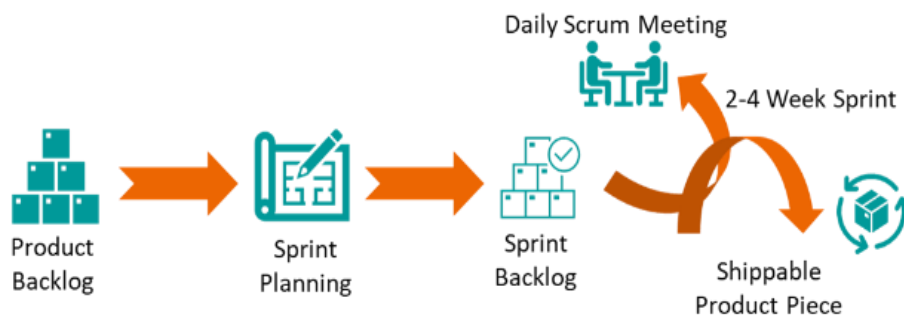 Daily Scrum Meeting
2-4 Week Sprint
Product
Backlog
Sprint
Planning
Sprint
Backlog
Shippable
Product Piece